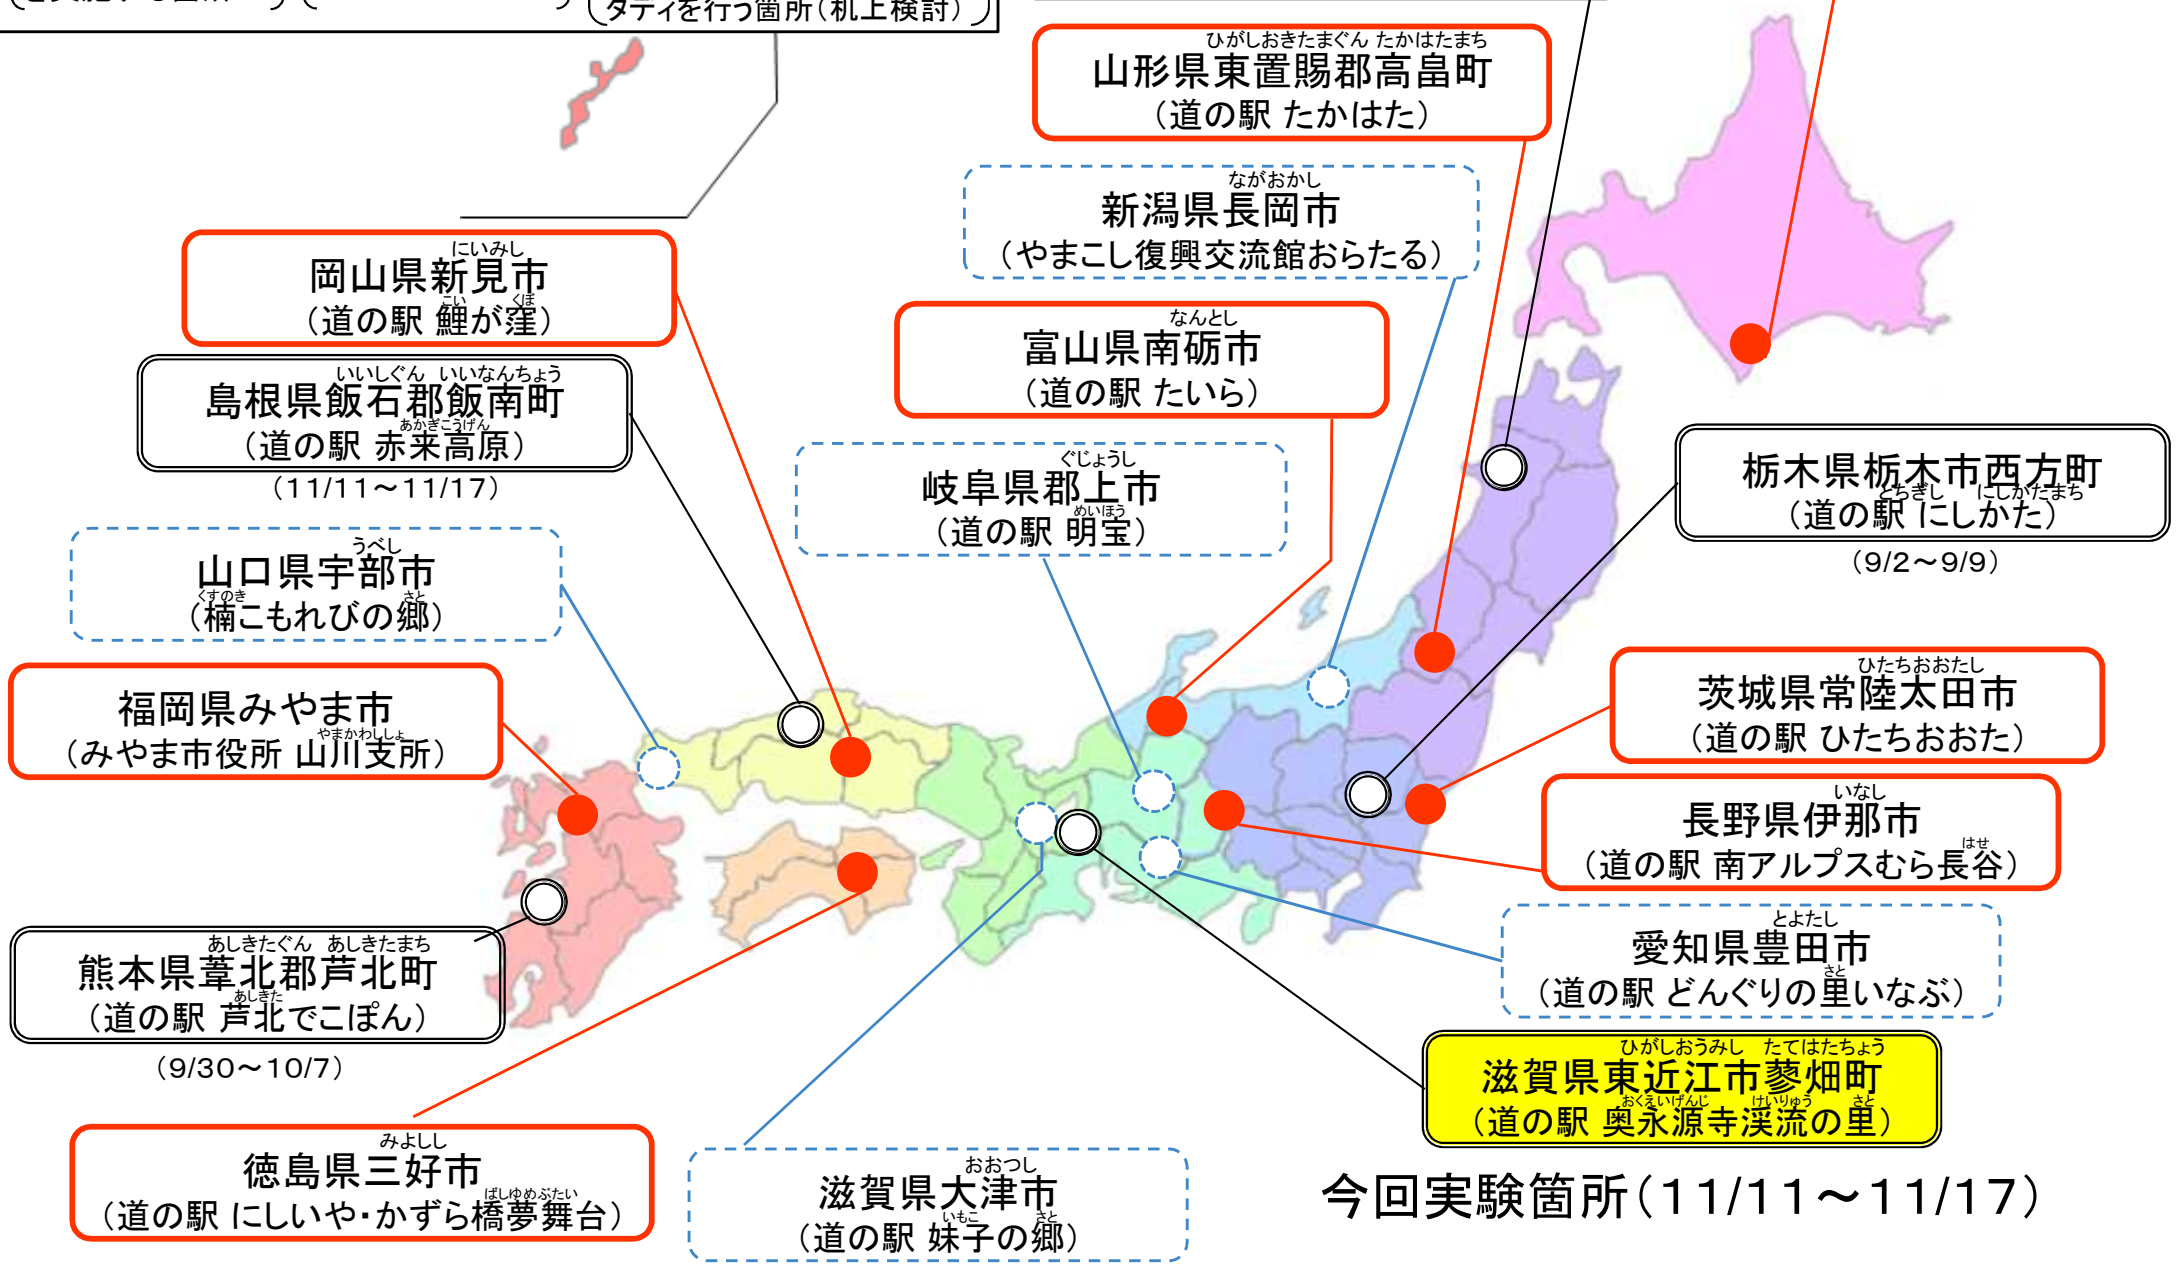 タディを行う箇所（机上検討）
ひがしおきたまぐん たかはたまち
山形県東置賜郡高畠町
（道の駅 たかはた）
ながおかし
新潟県長岡市
（やまこし復興交流館おらたる）
にいみし
岡山県新見市
こい くぼ
（道の駅 鯉が窪）
なんとし
富山県南砺市
（道の駅 たいら）
いいしぐん いいなんちょう
島根県飯石郡飯南町
あかぎこうげん
（道の駅 赤来高原）
（11/11～11/17）
ぐじょうし
岐阜県郡上市
めいほう
（道の駅 明宝）
栃木県栃木市西方町
とちぎし にしかたまち
（道の駅 にしかた）
（9/2～9/9）
うべし
山口県宇部市
くすのき さと
（楠こもれびの郷）
福岡県みやま市
やまかわししょ
（みやま市役所 山川支所）
ひたちおおたし
茨城県常陸太田市
（道の駅 ひたちおおた）
いなし
長野県伊那市
はせ
（道の駅 南アルプスむら長谷）
とよたし
愛知県豊田市
さと
（道の駅 どんぐりの里いなぶ）
あしきたぐん あしきたまち
熊本県葦北郡芦北町
あしきた
（道の駅 芦北でこぽん）
（9/30～10/7）
ひがしおうみし たてはたちょう
滋賀県東近江市蓼畑町
おくえいげんじ けいりゅう さと
（道の駅 奥永源寺渓流の里）
みよしし
徳島県三好市
ばしゆめぶたい
（道の駅 にしいや・かずら橋夢舞台）
おおつし
滋賀県大津市
いもこ さと
（道の駅 妹子の郷）
今回実験箇所（11/11～11/17）